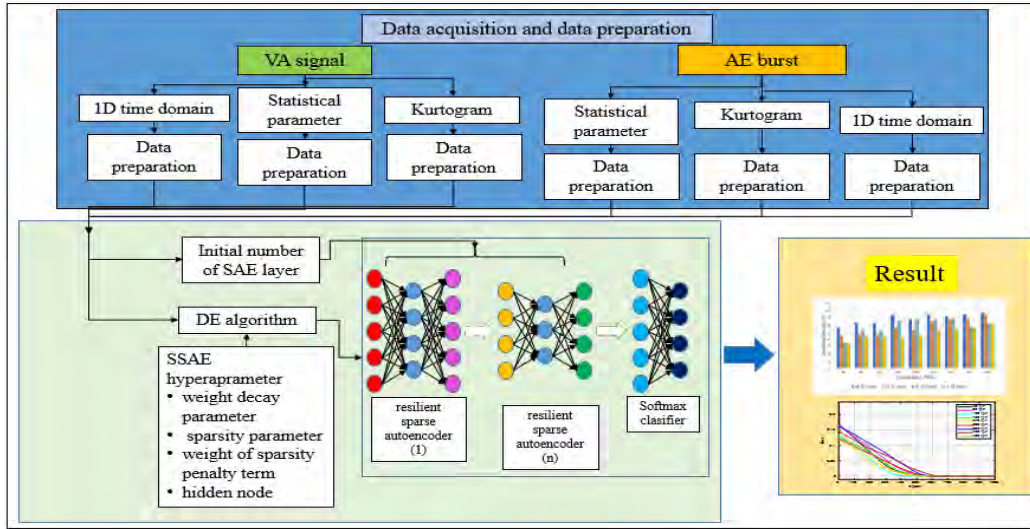 Data acquisition and data preparation
VA signal
AE burst
1D time domain
Statistical
parameter
Kurtogram
Statistical
parameter
Kurtogram
1D time domain
Data
preparation
Data
preparation
Data
preparation
Data
preparation
Data
preparation
Data
preparation
Initial number
of SAE layer
DE algorithm
SSAE
hyperaprameter
• weight decay
parameter
• sparsity parameter
• weight of sparsity
penalty term
• hidden node
resilient
sparse
autoencoder
(1)
resilient
sparse
autoencoder
(n)
Softmax
clasifier
Result